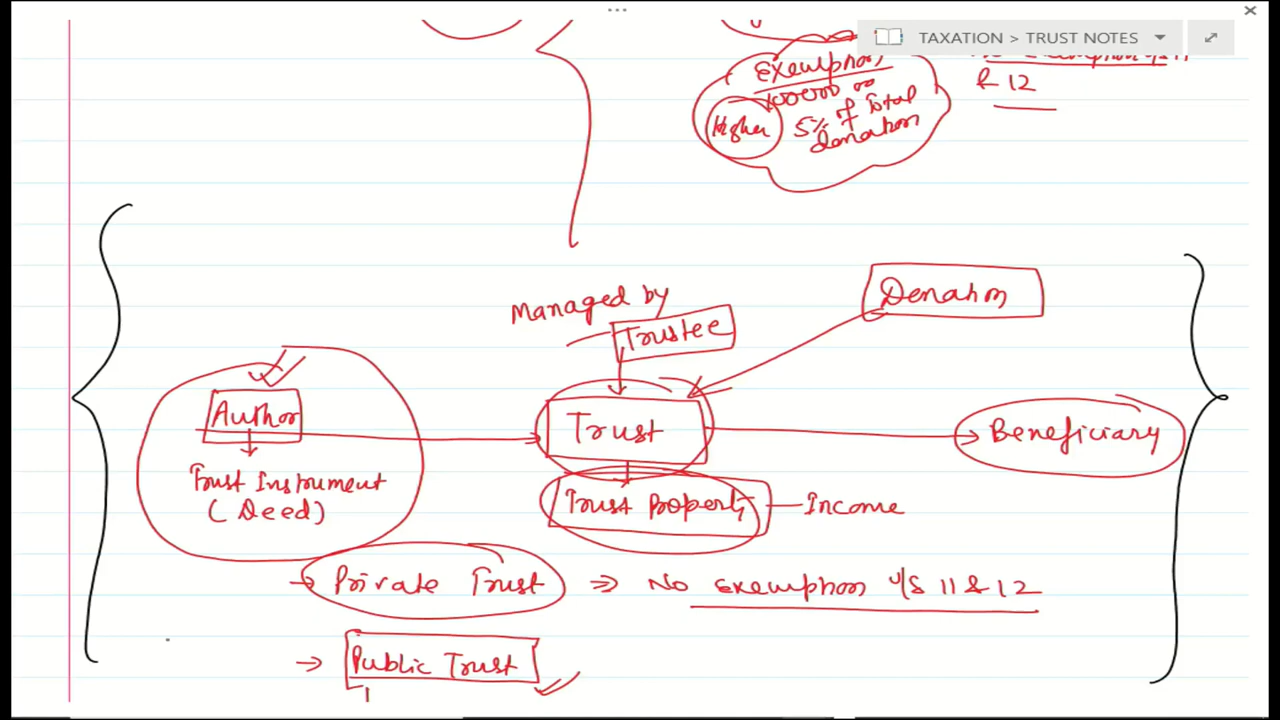 TAXATION > TRUST NOTES
Exemption
100000 00
Higher
5% of Total
donation
& 12
Managed by
Trustee
Donation
Author
Trust
Beneficiary
Trust Instrument
(Deed)
Trust Property — Income
→ Private Trust ⇒ No exemption u/s 11 & 12
→ Public Trust